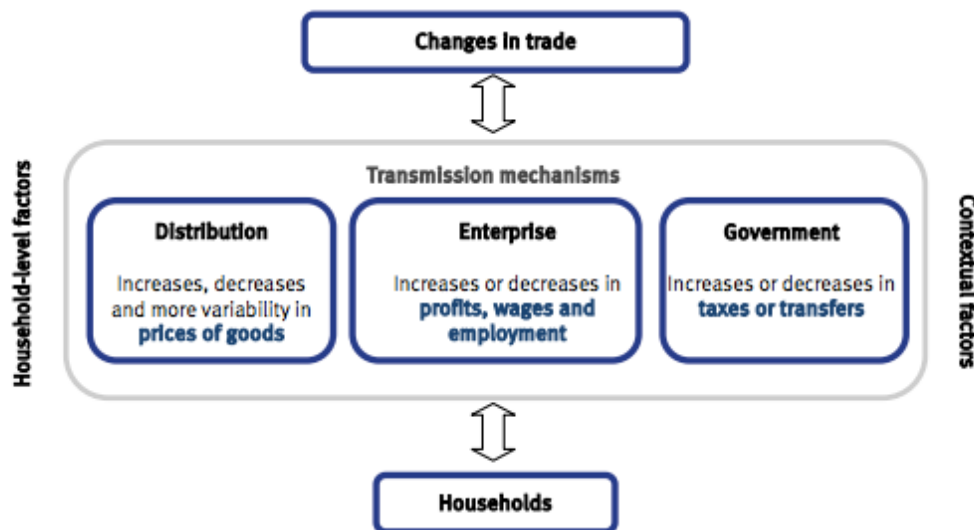 Changes in trade
Household-level factors
Transmission mechanisms
Distribution
Increases, decreases
and more variability in
prices of goods
Enterprise
Increases or decreases in
profits, wages and
employment
Government
Increases or decreases in
taxes or transfers
Contextual factors
Households